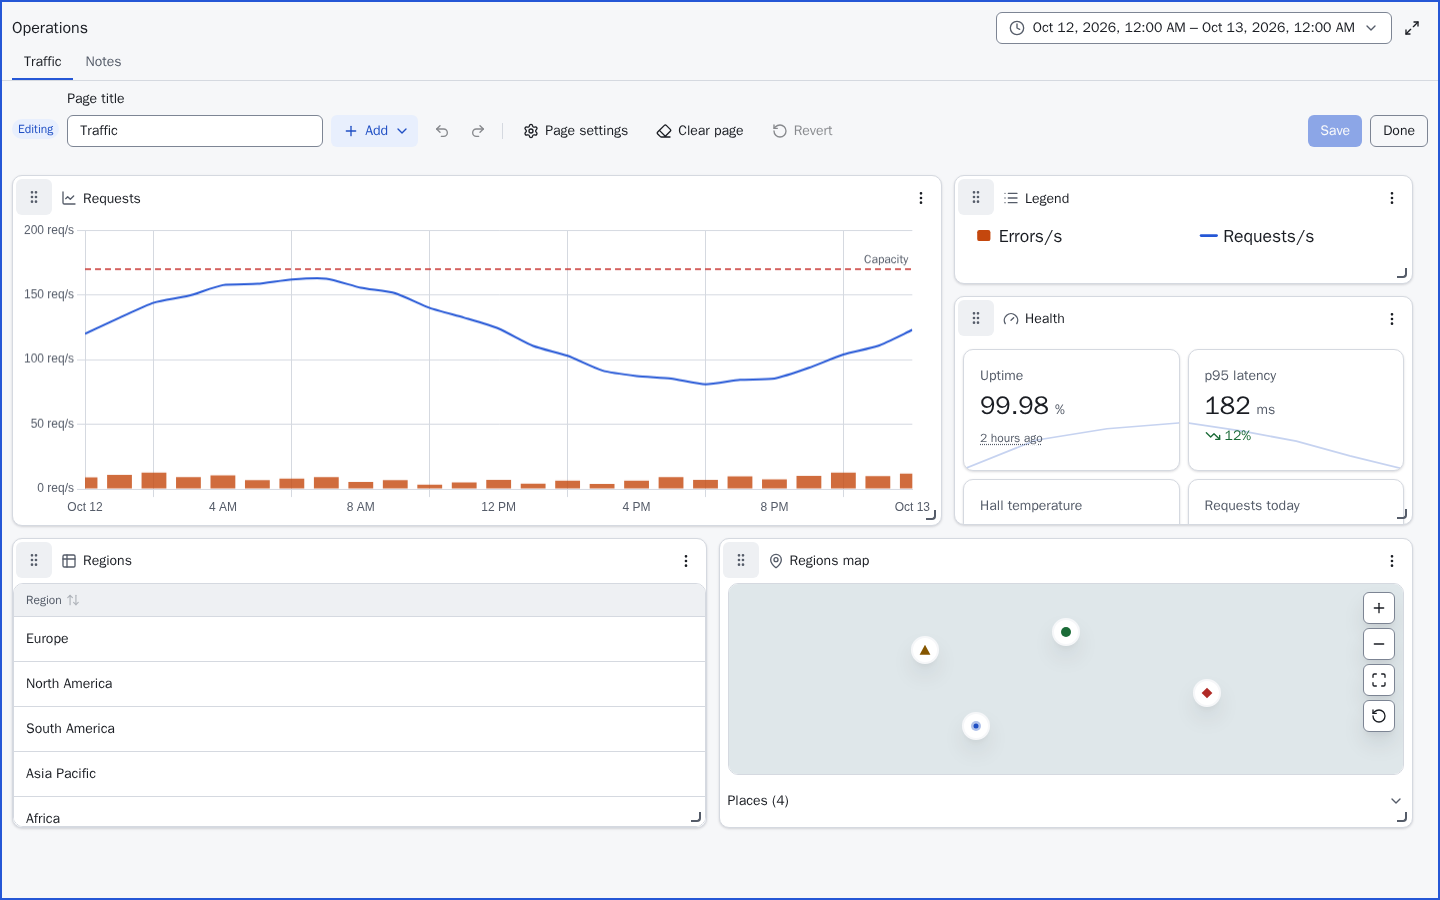 Operations
Oct 12, 2026, 12:00 AM – Oct 13, 2026, 12:00 AM
Traffic
Notes
Page title
Editing
Traffic
Add
Page settings
Clear page
Revert
Save
Done
Requests
200 req/s
150 req/s
100 req/s
50 req/s
0 req/s
Capacity
Oct 12
4 AM
8 AM
12 PM
4 PM
8 PM
Oct 13
Legend
Errors/s
Requests/s
Health
Uptime
99.98 %
2 hours ago
p95 latency
182 ms
12%
Hall temperature
Requests today
Regions
Region
Europe
North America
South America
Asia Pacific
Africa
Regions map
Places (4)